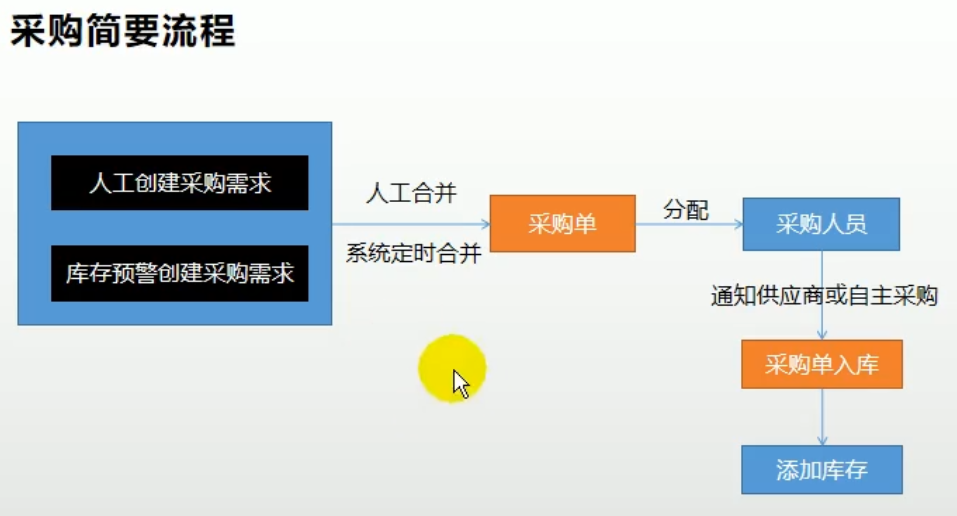 采购简要流程
人工创建采购需求
库存预警创建采购需求
人工合并
系统定时合并
采购单
分配
采购人员
通知供应商或自主采购
采购单入库
添加库存